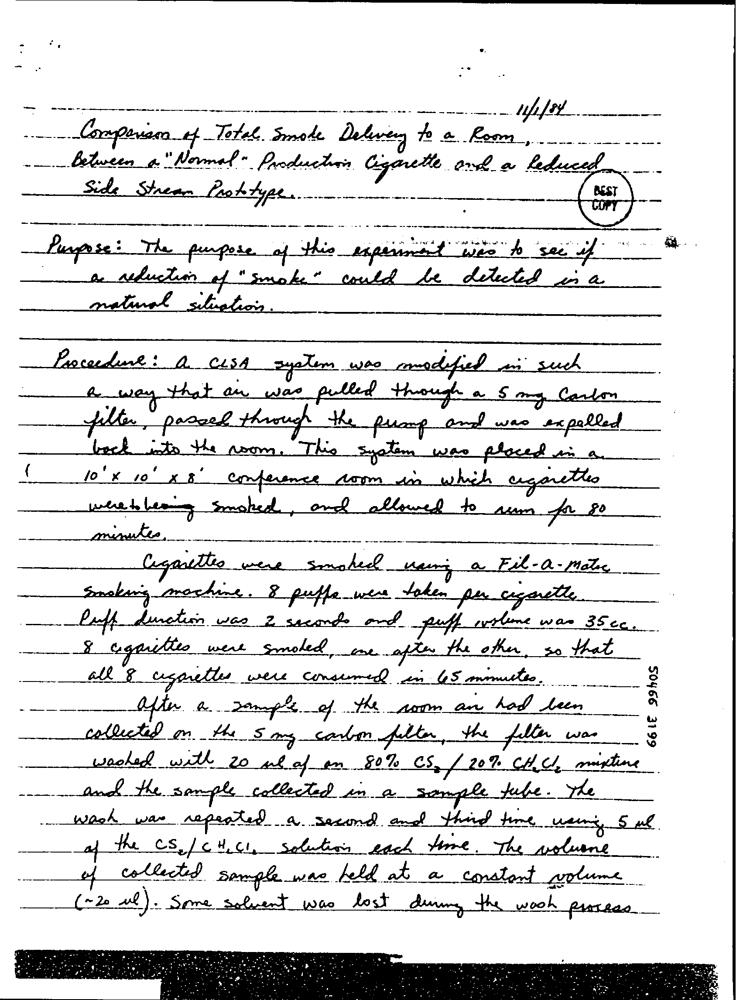 11/1/84
Comparison of Total Smoke Delivery to a Room,
Between a "Normal" Production Cigarette and a Reduced
Side Stream Prototype.
BEST
COPY
Purpose: The purpose of this experiment was to see if
a reduction of "smoke" could be detected in a
natural situation.
Proceedure: A CLSA system was modified in such
a way that air was pulled through a 5 mg Carbon
filter, passed through the pump and was expelled
back into the room. This system was placed in a
10' x 10' x 8' conference room in which cigarettes
were to being smoked, and allowed to run for 80
minutes.
Cigarettes were smoked using a Fil-a-matic
smoking machine. 8 puffs were taken per cigarette.
Puff duration was 2 seconds and puff volume was 35 cc.
8 cigarettes were smoked, one after the other, so that
all 8 cigarettes were consumed in 65 minutes.
After a sample of the room air had been
collected on the 5 mg carbon filter, the filter was
washed with 20 ul of an 80% CS2 / 20% CH2Cl2 mixture
and the sample collected in a sample tube. The
wash was repeated a second and third time using 5 ul
of the CS2/CH2Cl2 solution each time. The volume
of collected sample was held at a constant volume
(~20 ul). Some solvent was lost during the wash process
50466 3199